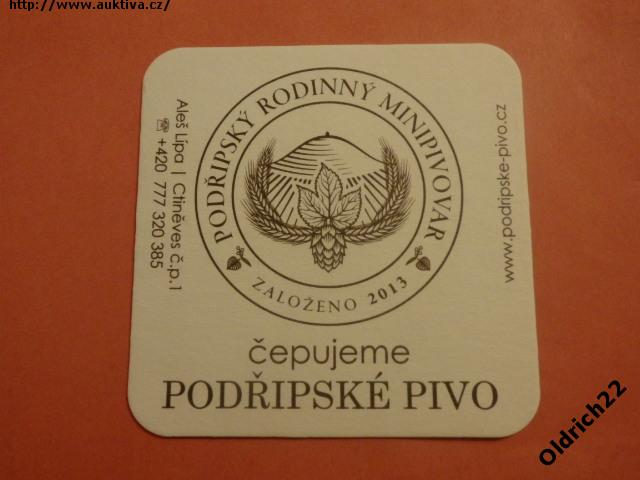 http://www.auktiva.cz/
PODŘIPSKÝ RODINNÝ MINIPIVOVAR
ZALOŽENO 2013
Aleš Lípa | Ctiněves č.p.1
☎ +420 777 320 385
www.podripske-pivo.cz
čepujeme
PODŘIPSKÉ PIVO
Oldrich22